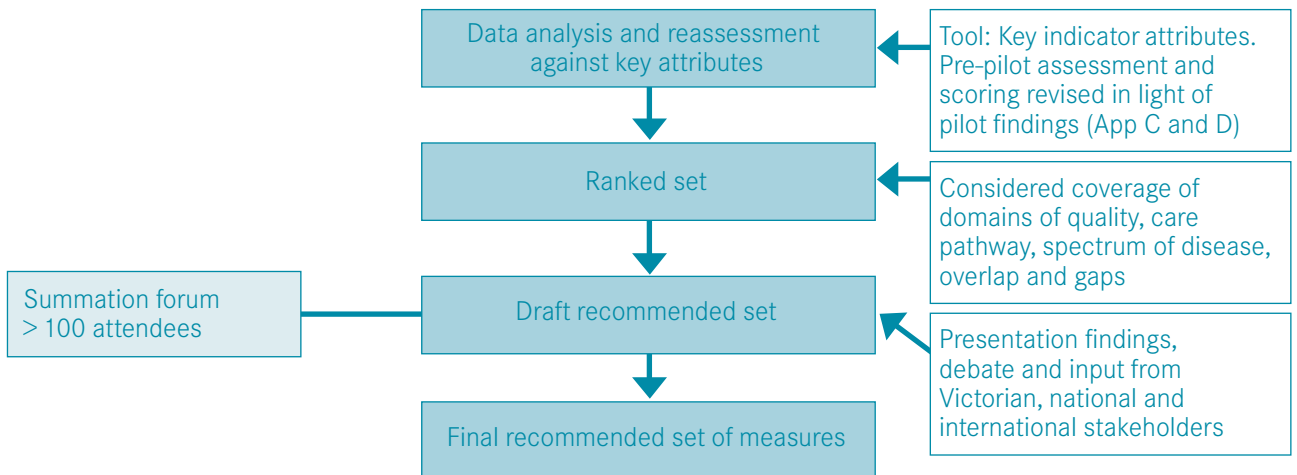 Data analysis and reassessment
against key attributes
Tool: Key indicator attributes.
Pre-pilot assessment and
scoring revised in light of
pilot findings (App C and D)
Ranked set
Considered coverage of
domains of quality, care
pathway, spectrum of disease,
overlap and gaps
Summation forum
> 100 attendees
Draft recommended set
Presentation findings,
debate and input from
Victorian, national and
international stakeholders
Final recommended set of measures